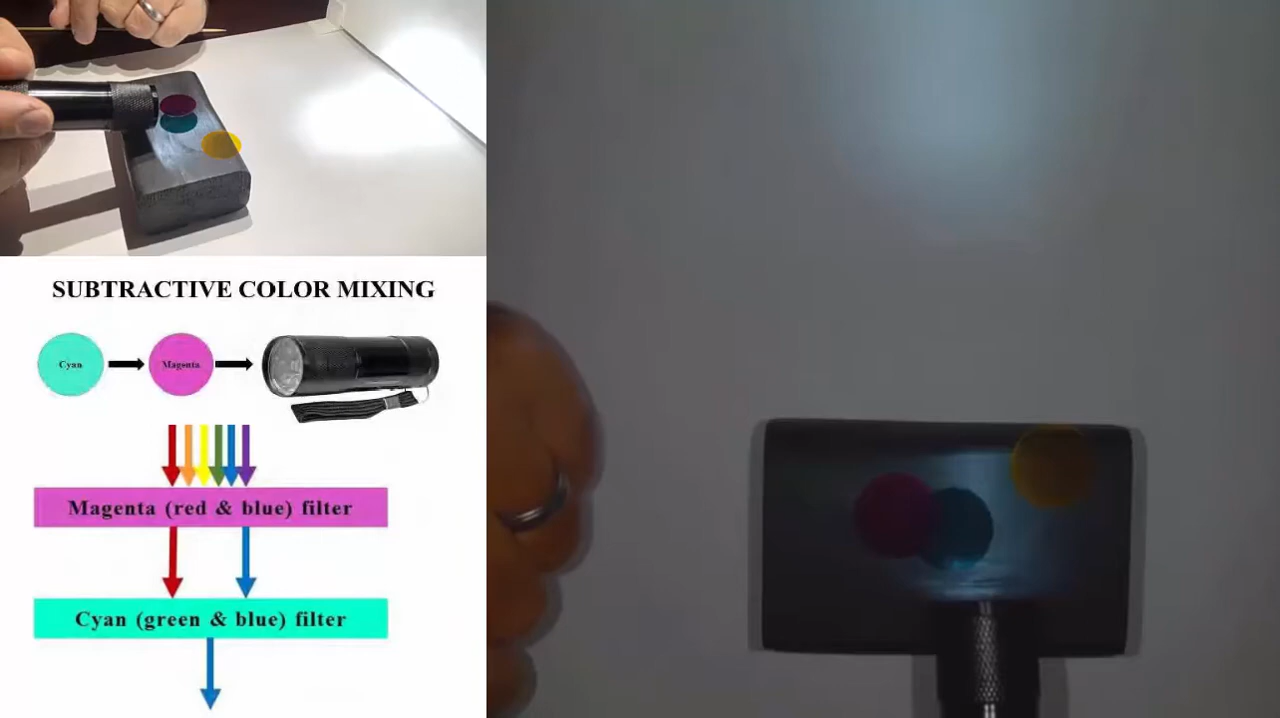 SUBTRACTIVE COLOR MIXING
Cyan
Magenta
Magenta (red & blue) filter
Cyan (green & blue) filter